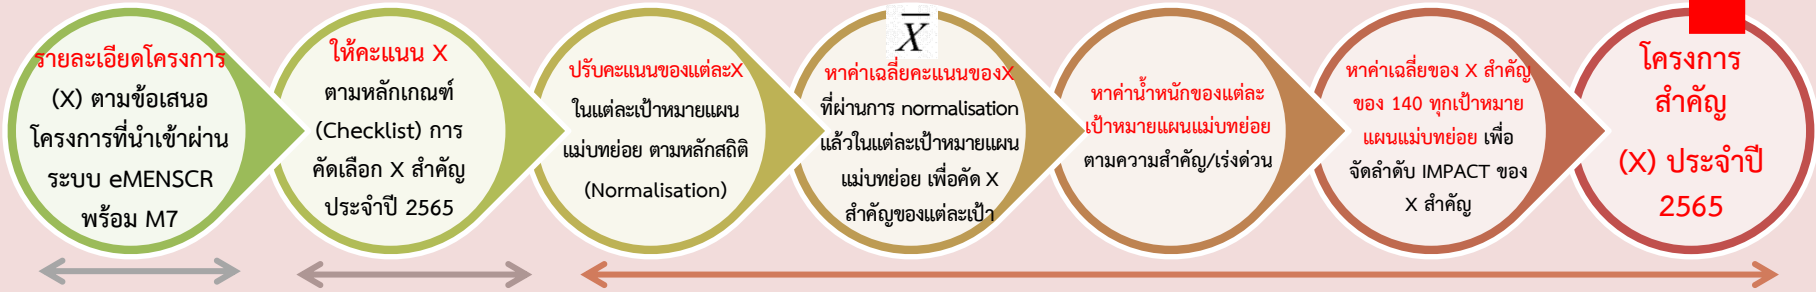 รายละเอียดโครงการ
(X) ตามข้อเสนอ
โครงการที่นำเข้าผ่าน
ระบบ eMENSCR
พร้อม M7
ให้คะแนน X
ตามหลักเกณฑ์
(Checklist) การ
คัดเลือก X สำคัญ
ประจำปี 2565
ปรับคะแนนของแต่ละX
ในแต่ละเป้าหมายแผน
แม่บทย่อย ตามหลักสถิติ
(Normalisation)
X̅
หาค่าเฉลี่ยคะแนนของX
ที่ผ่านการ normalisation
แล้วในแต่ละเป้าหมายแผน
แม่บทย่อย เพื่อคัด X
สำคัญของแต่ละเป้า
หาค่าน้ำหนักของแต่ละ
เป้าหมายแผนแม่บทย่อย
ตามความสำคัญ/เร่งด่วน
หาค่าเฉลี่ยของ X สำคัญ
ของ 140 ทุกเป้าหมาย
แผนแม่บทย่อย เพื่อ
จัดลำดับ IMPACT ของ
X สำคัญ
โครงการ
สำคัญ
(X) ประจำปี
2565